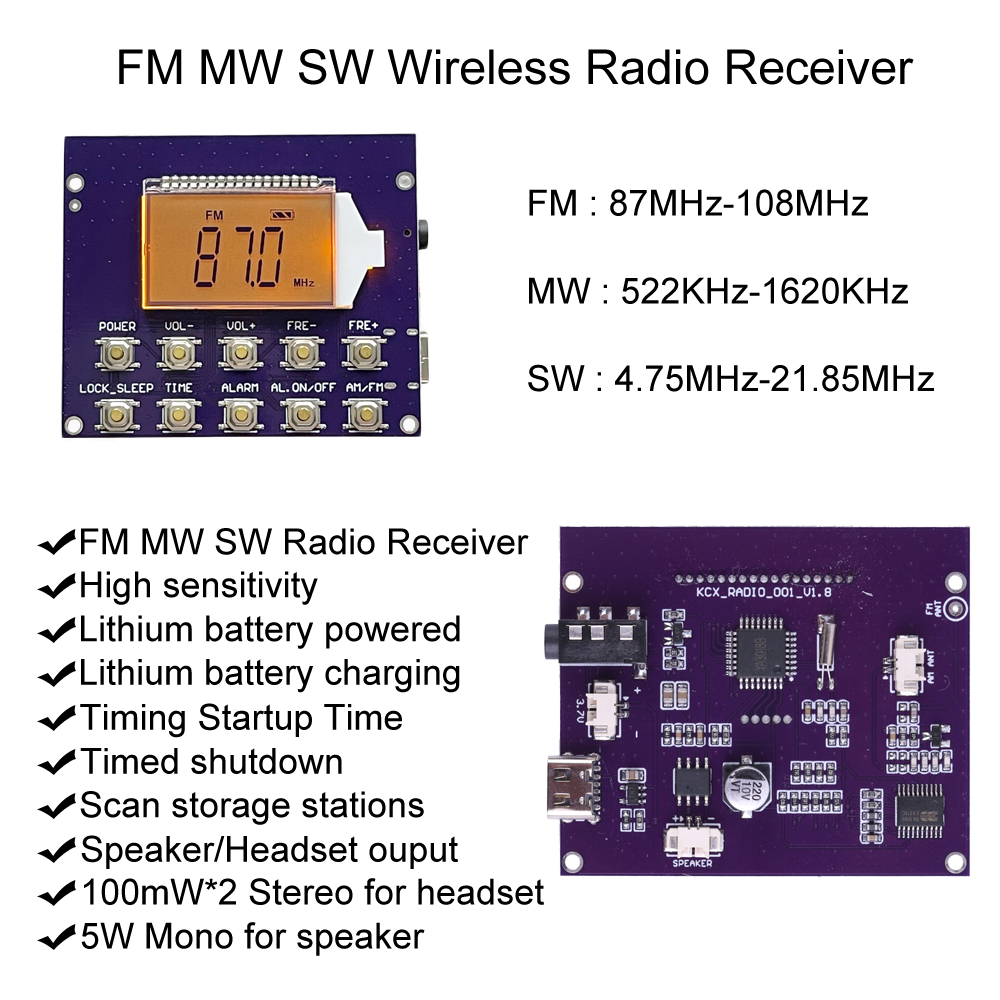 FM MW SW Wireless Radio Receiver
FM
87.0
MHz
POWER VOL- VOL+ FRE- FRE+
LOCK_SLEEP TIME ALARM AL.ON/OFF AM/FM
FM : 87MHz-108MHz
MW : 522KHz-1620KHz
SW : 4.75MHz-21.85MHz
FM MW SW Radio Receiver
High sensitivity
Lithium battery powered
Lithium battery charging
Timing Startup Time
Timed shutdown
Scan storage stations
Speaker/Headset ouput
100mW*2 Stereo for headset
5W Mono for speaker
KCX_RADIO_001_V1.8
FM
ANT
AM ANT
+
3.7V
-
220
10V
VT
+ -
SPEAKER